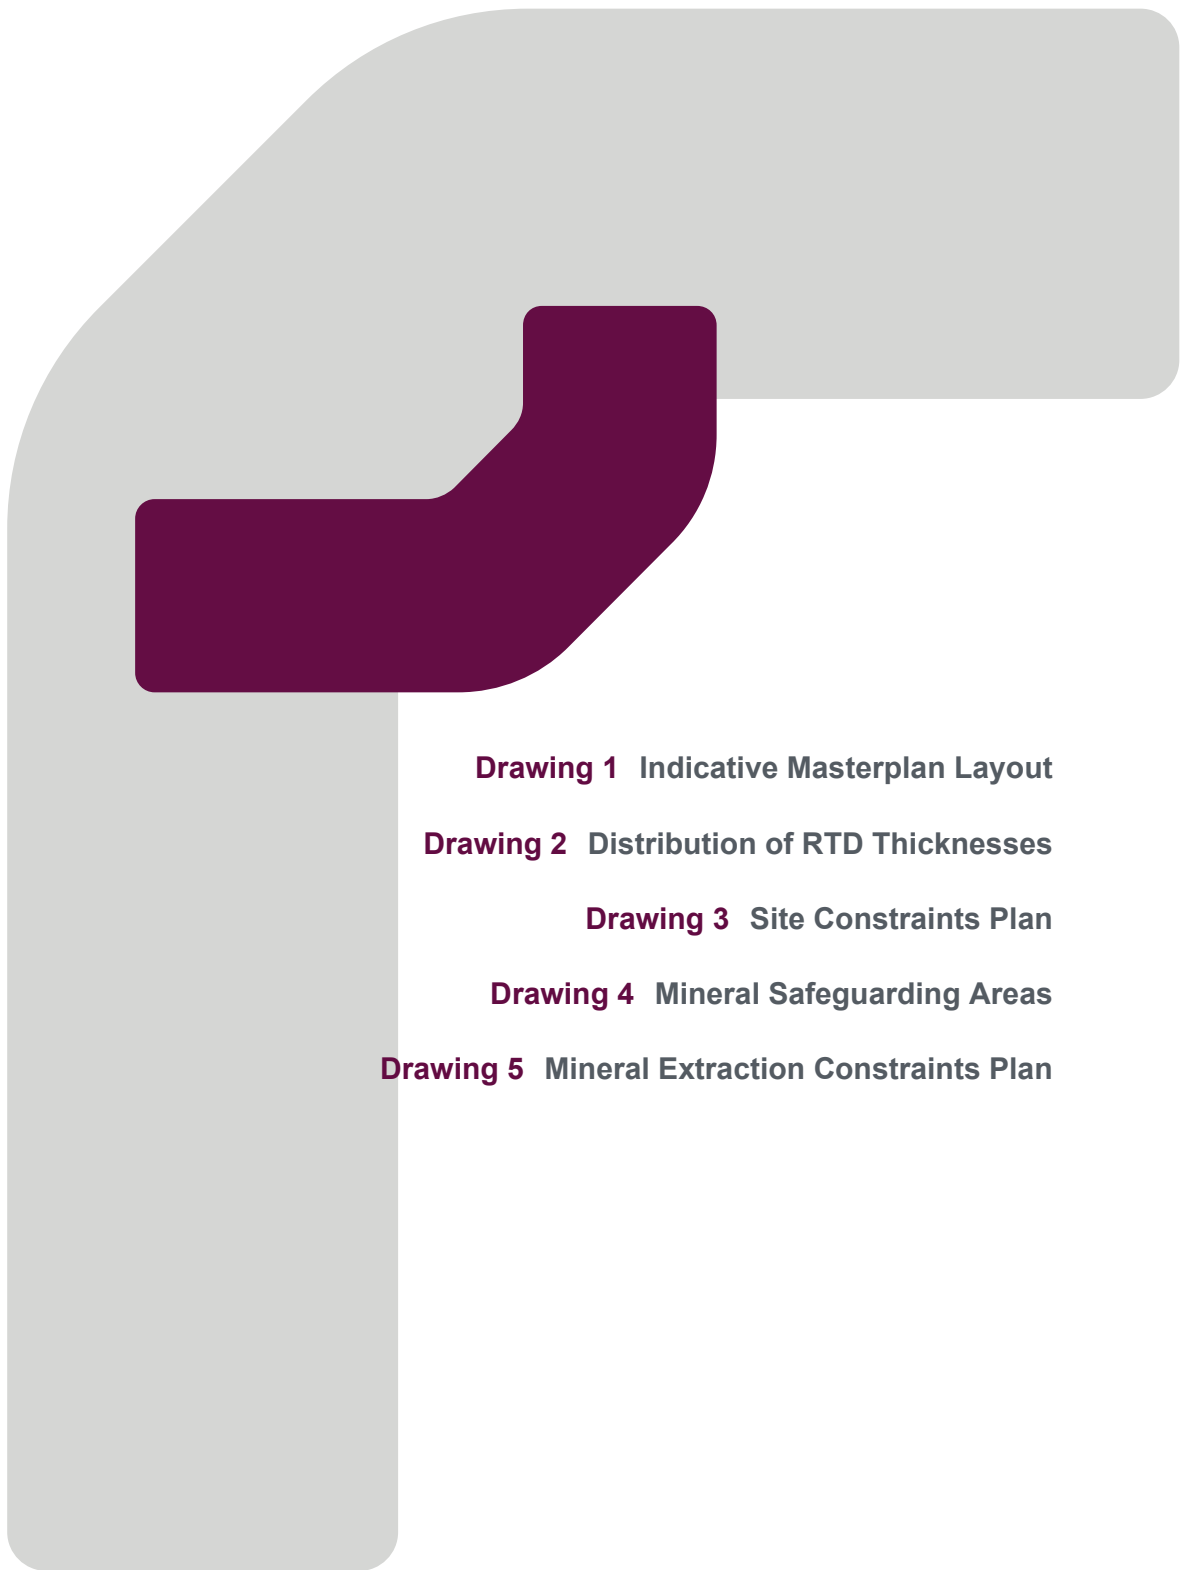 Drawing 1 Indicative Masterplan Layout
Drawing 2 Distribution of RTD Thicknesses
Drawing 3 Site Constraints Plan
Drawing 4 Mineral Safeguarding Areas
Drawing 5 Mineral Extraction Constraints Plan